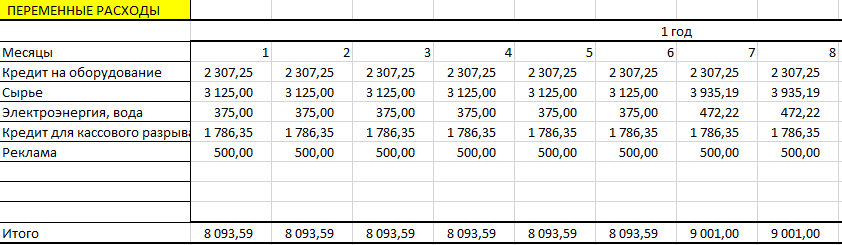 ПЕРЕМЕННЫЕ РАСХОДЫ
1 год
Месяцы 1 2 3 4 5 6 7 8
Кредит на оборудование 2 307,25 2 307,25 2 307,25 2 307,25 2 307,25 2 307,25 2 307,25 2 307,25
Сырье 3 125,00 3 125,00 3 125,00 3 125,00 3 125,00 3 125,00 3 935,19 3 935,19
Электроэнергия, вода 375,00 375,00 375,00 375,00 375,00 375,00 472,22 472,22
Кредит для кассового разрыва 1 786,35 1 786,35 1 786,35 1 786,35 1 786,35 1 786,35 1 786,35 1 786,35
Реклама 500,00 500,00 500,00 500,00 500,00 500,00 500,00 500,00
Итого 8 093,59 8 093,59 8 093,59 8 093,59 8 093,59 8 093,59 9 001,00 9 001,00